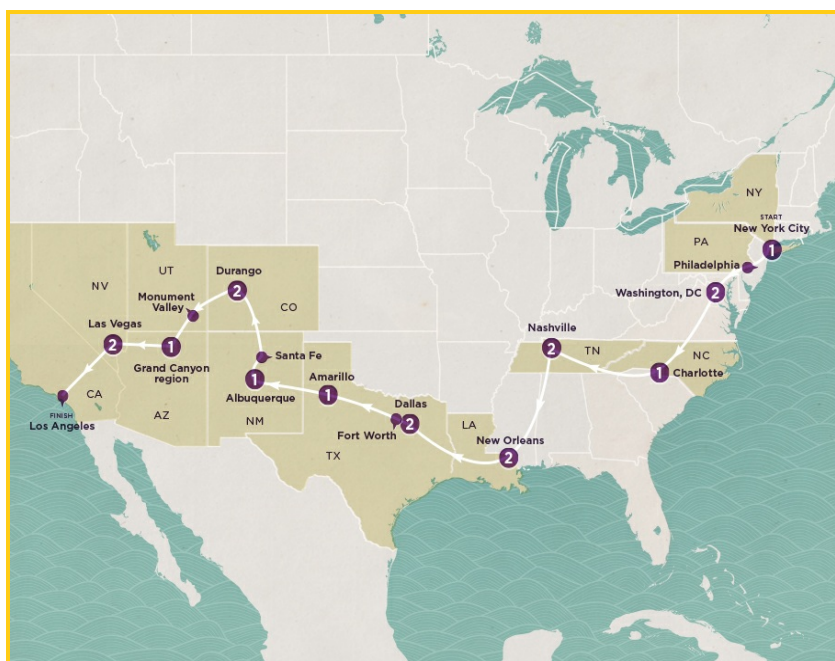 NY
START
New York City
1
PA
Philadelphia
Washington, DC
2
Nashville
2
TN
NC
1
Charlotte
LA
New Orleans
2
Dallas
2
Fort Worth
TX
Amarillo
1
Santa Fe
Albuquerque
1
NM
Durango
2
CO
UT
Monument
Valley
NV
Las Vegas
2
1
Grand Canyon
region
AZ
CA
FINISH
Los Angeles